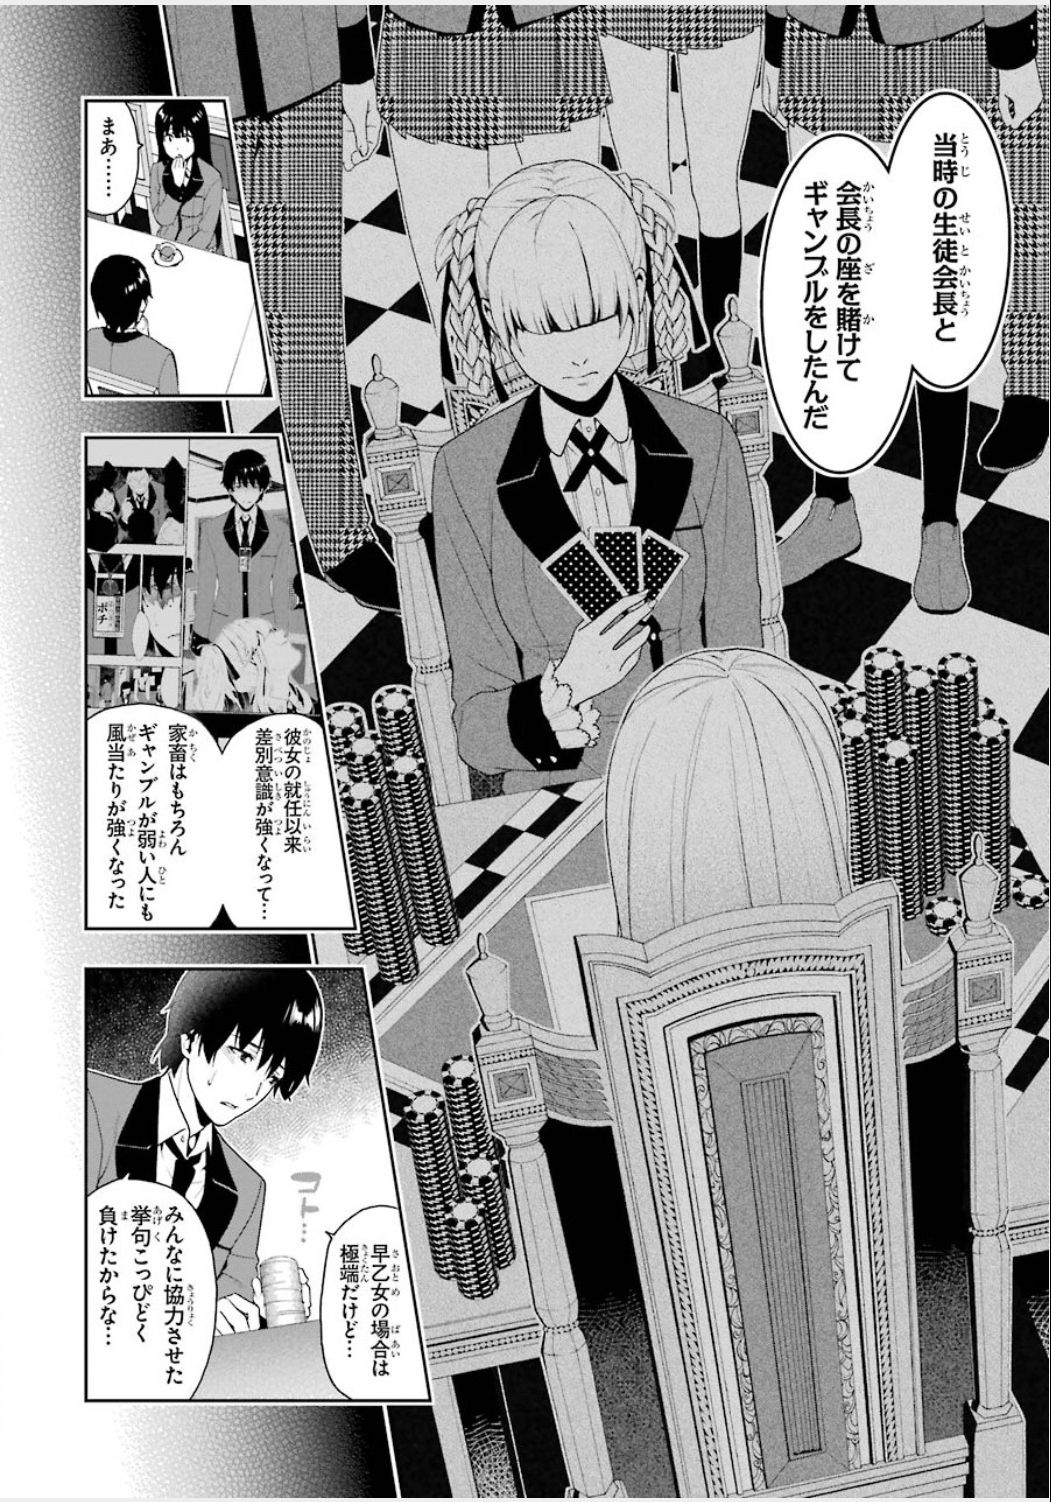 当時の生徒会長と
会長の座を賭けて
ギャンブルをしたんだ
まあ……
ポチ
彼女の就任以来
差別意識が強くなって…
家畜はもちろん
ギャンブルが弱い人にも
風当たりが強くなった
コト…
早乙女の場合は
極端だけど…
みんなに協力させた
挙句こっぴどく
負けたからな…